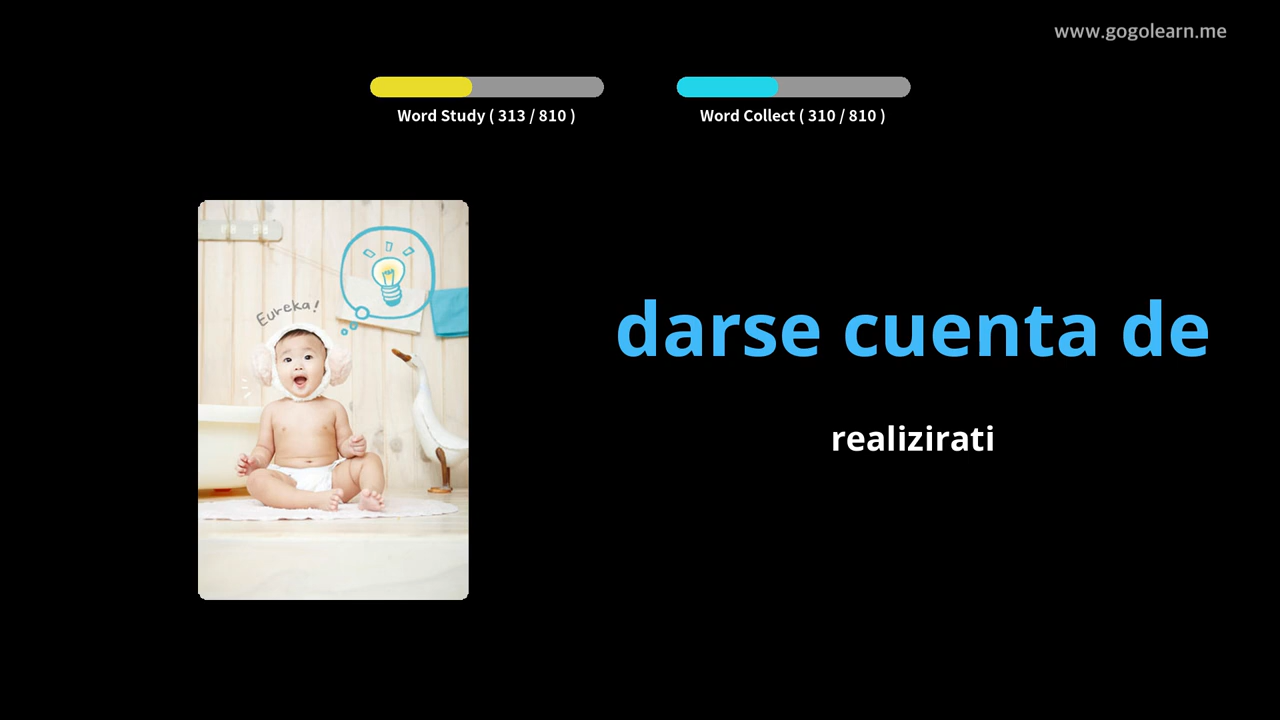 www.gogolearn.me
Word Study ( 313 / 810 )
Word Collect ( 310 / 810 )
Eureka!
darse cuenta de
realizirati